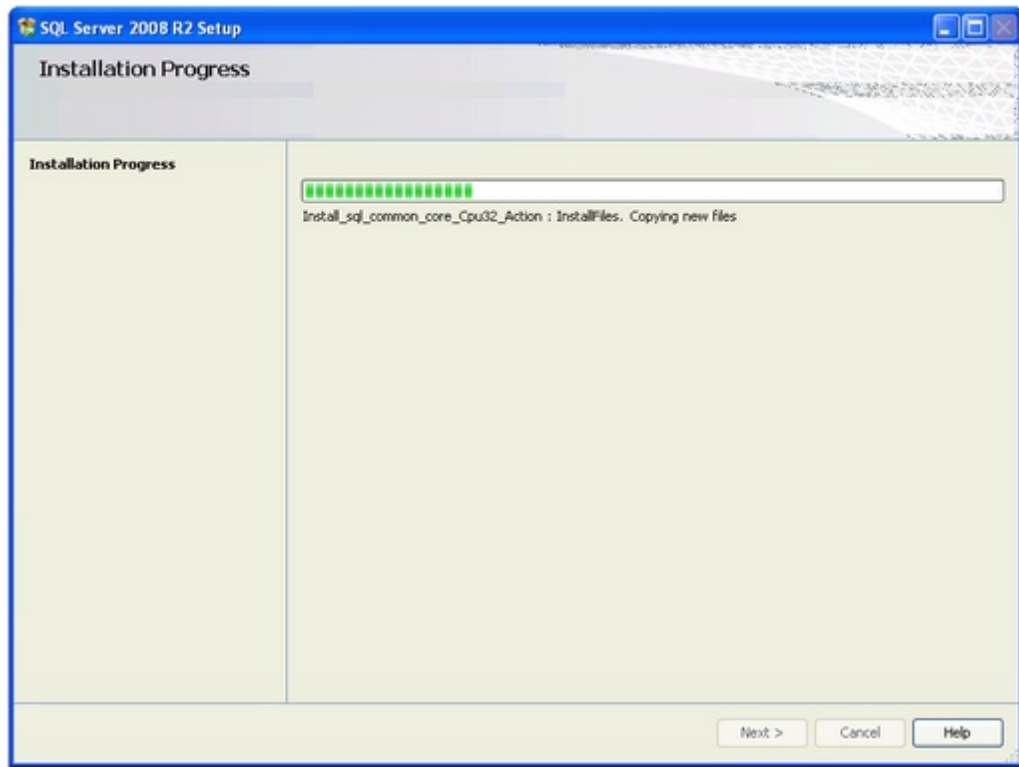 SQL Server 2008 R2 Setup
Installation Progress
Installation Progress
Install_sql_common_core_Cpu32_Action : InstallFiles. Copying new files
Next >
Cancel
Help